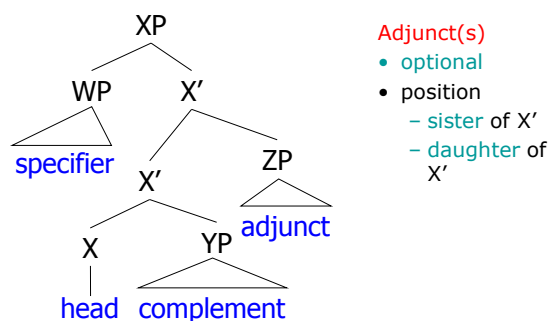 XP
WP X’
specifier
X’ ZP
adjunct
X YP
head complement
Adjunct(s)
• optional
• position
– sister of X’
– daughter of
X’